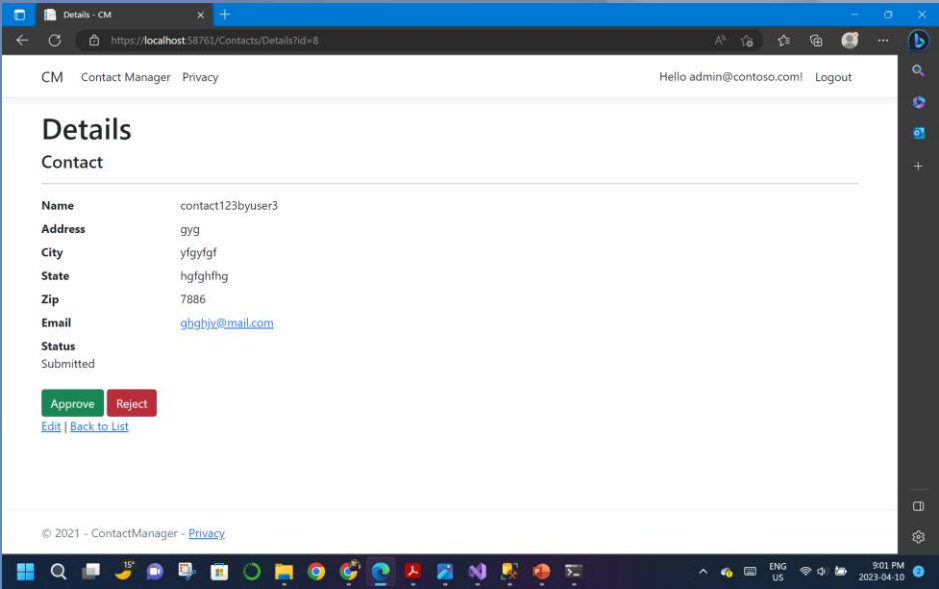 Details - CM
https://localhost:58761/Contacts/Details?id=8
CM Contact Manager Privacy Hello admin@contoso.com! Logout
Details
Contact
Name contact123byuser3
Address gyg
City yfgyfgf
State hgfghfhg
Zip 7886
Email ghghjv@mail.com
Status
Submitted
Approve Reject
Edit | Back to List
© 2021 - ContactManager - Privacy
15°
ENG
US
9:01 PM
2023-04-10
2